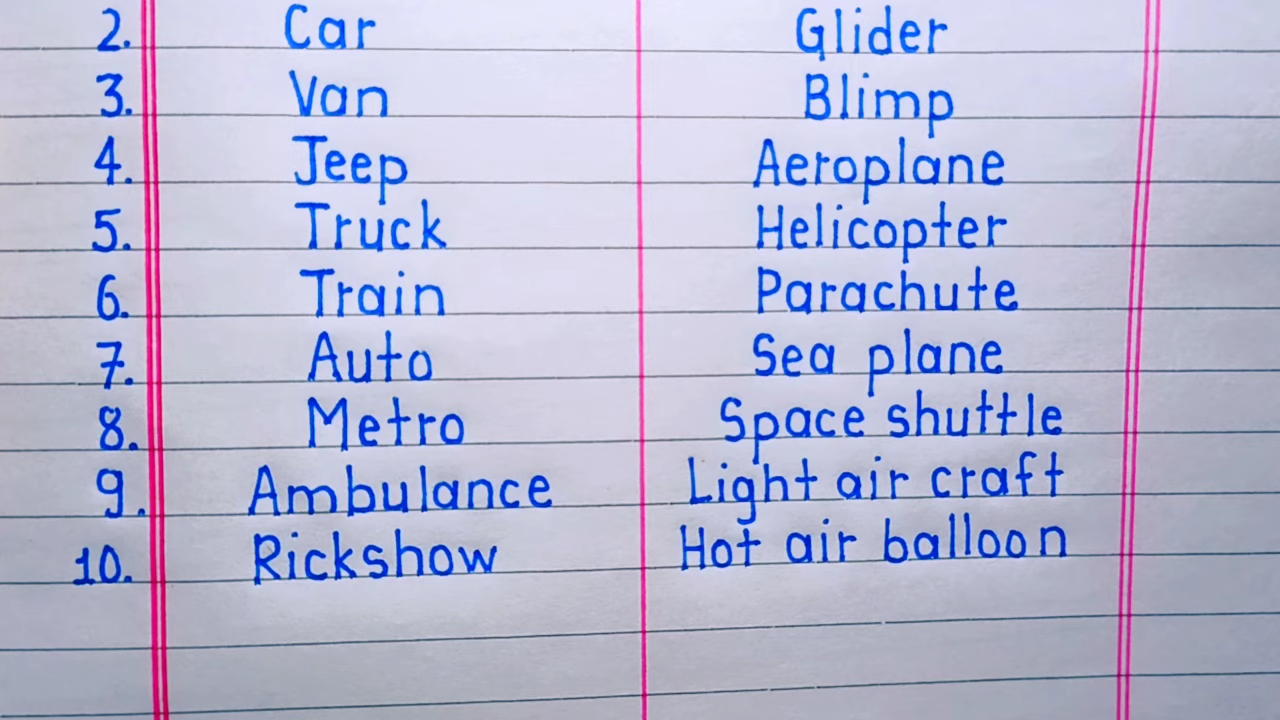 2. Car Glider
3. Van Blimp
4. Jeep Aeroplane
5. Truck Helicopter
6. Train Parachute
7. Auto Sea plane
8. Metro Space shuttle
9. Ambulance Light air craft
10. Rickshow Hot air balloon